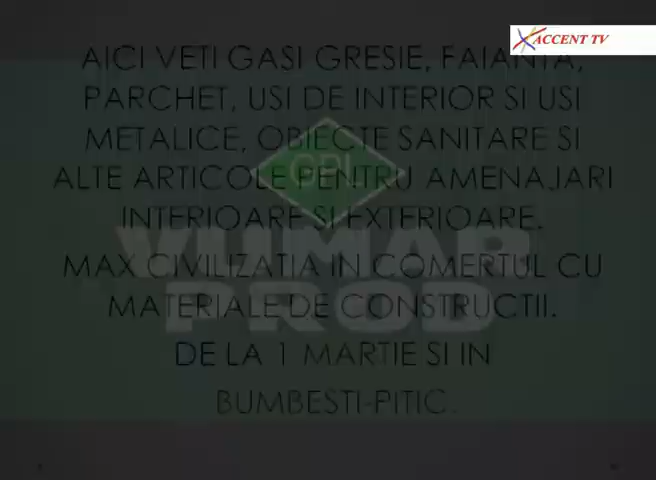 ACCENT TV
AICI VETI GASI GRESIE, FAIANTA,
PARCHET, USI DE INTERIOR SI USI
METALICE, OBIECTE SANITARE SI
ALTE ARTICOLE PENTRU AMENAJARI
INTERIOARE SI EXTERIOARE.
MAX CIVILIZATIA IN COMERTUL CU
MATERIALE DE CONSTRUCTII.
DE LA 1 MARTIE SI IN
BUMBESTI-PITIC.
PROD